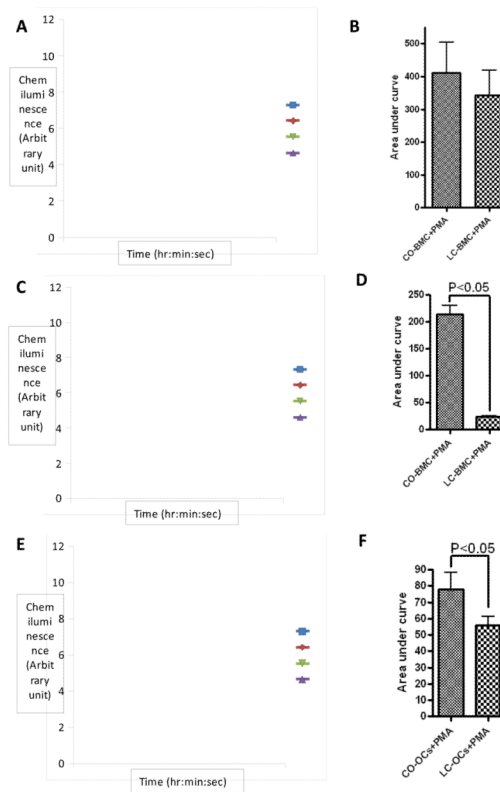 A
12
10
8
6
4
2
0
Chem
ilumi
nesce
nce
(Arbit
rary
unit)
Time (hr:min:sec)
B
Area under curve
500
400
300
200
100
0
CO-BMC+PMA
LC-BMC+PMA
C
12
10
8
6
4
2
0
Chem
ilumi
nesce
nce
(Arbit
rary
unit)
Time (hr:min:sec)
D
P<0.05
Area under curve
250
200
150
100
50
0
CO-BMC+PMA
LC-BMC+PMA
E
12
10
8
6
4
2
0
Chem
ilumi
nesce
nce
(Arbit
rary
unit)
Time (hr:min:sec)
F
P<0.05
Area under curve
90
80
70
60
50
40
30
20
10
0
CO-OCs+PMA
LC-OCs+PMA